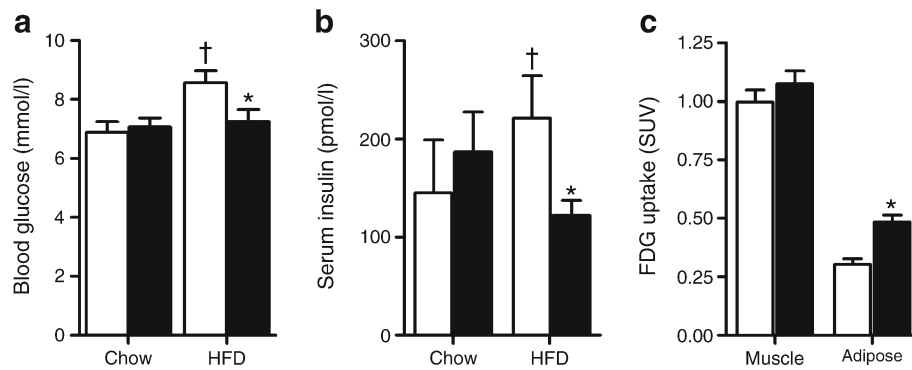 a
Blood glucose (mmol/l)
10
8
6
4
2
0
†
*
Chow
HFD
b
Serum insulin (pmol/l)
300
200
100
0
†
*
Chow
HFD
c
FDG uptake (SUV)
1.25
1.00
0.75
0.50
0.25
0.00
*
Muscle
Adipose